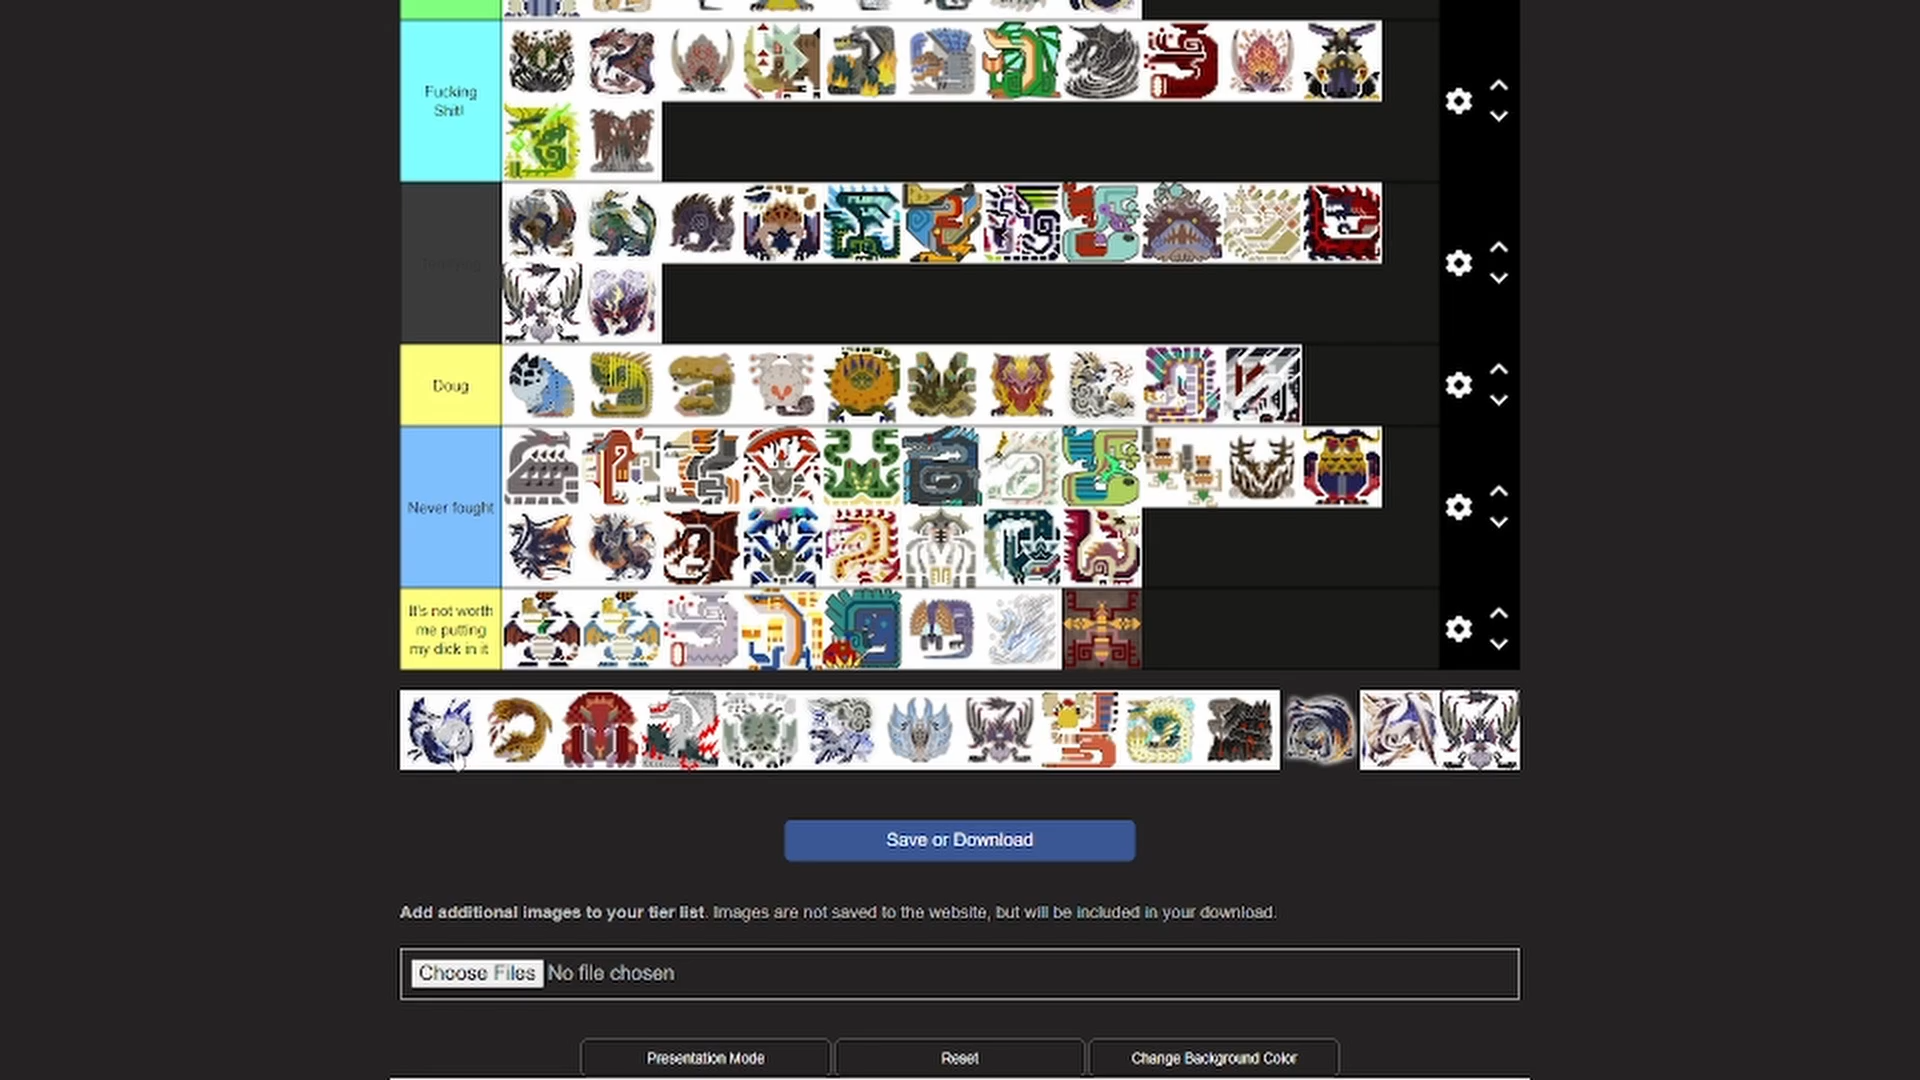 Fucking
Shit!
Doug
Never fought
It's not worth
me putting
my dick in it
Save or Download
Add additional images to your tier list. Images are not saved to the website, but will be included in your download.
Choose Files No file chosen
Presentation Mode
Reset
Change Background Color